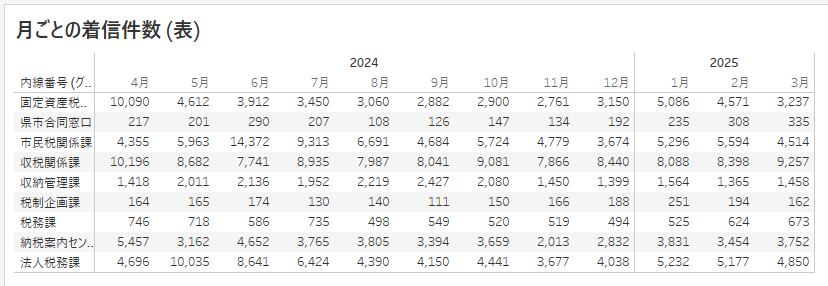 月ごとの着信件数 (表)
2024 2025
内線番号 (グ.. 4月 5月 6月 7月 8月 9月 10月 11月 12月 1月 2月 3月
固定資産税.. 10,090 4,612 3,912 3,450 3,060 2,882 2,900 2,761 3,150 5,086 4,571 3,237
県市合同窓口 217 201 290 207 108 126 147 134 192 235 308 335
市民税関係課 4,355 5,963 14,372 9,313 6,691 4,684 5,724 4,779 3,674 5,296 5,594 4,514
収税関係課 10,196 8,682 7,741 8,935 7,987 8,041 9,081 7,866 8,440 8,088 8,398 9,257
収納管理課 1,418 2,011 2,136 1,952 2,219 2,427 2,080 1,450 1,399 1,564 1,365 1,458
税制企画課 164 165 174 130 140 111 150 166 188 251 194 162
税務課 746 718 586 735 498 549 520 519 494 525 624 673
納税案内セン.. 5,457 3,162 4,652 3,765 3,805 3,394 3,659 2,013 2,832 3,831 3,454 3,752
法人税務課 4,696 10,035 8,641 6,424 4,390 4,150 4,441 3,677 4,038 5,232 5,177 4,850